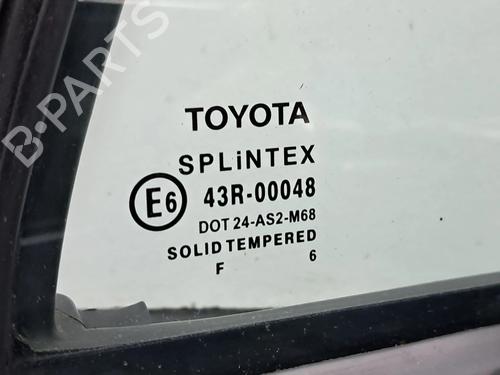 B-PARTS
TOYOTA
SPLiNTEX
E6 43R-00048
DOT 24-AS2-M68
SOLID TEMPERED
F 6